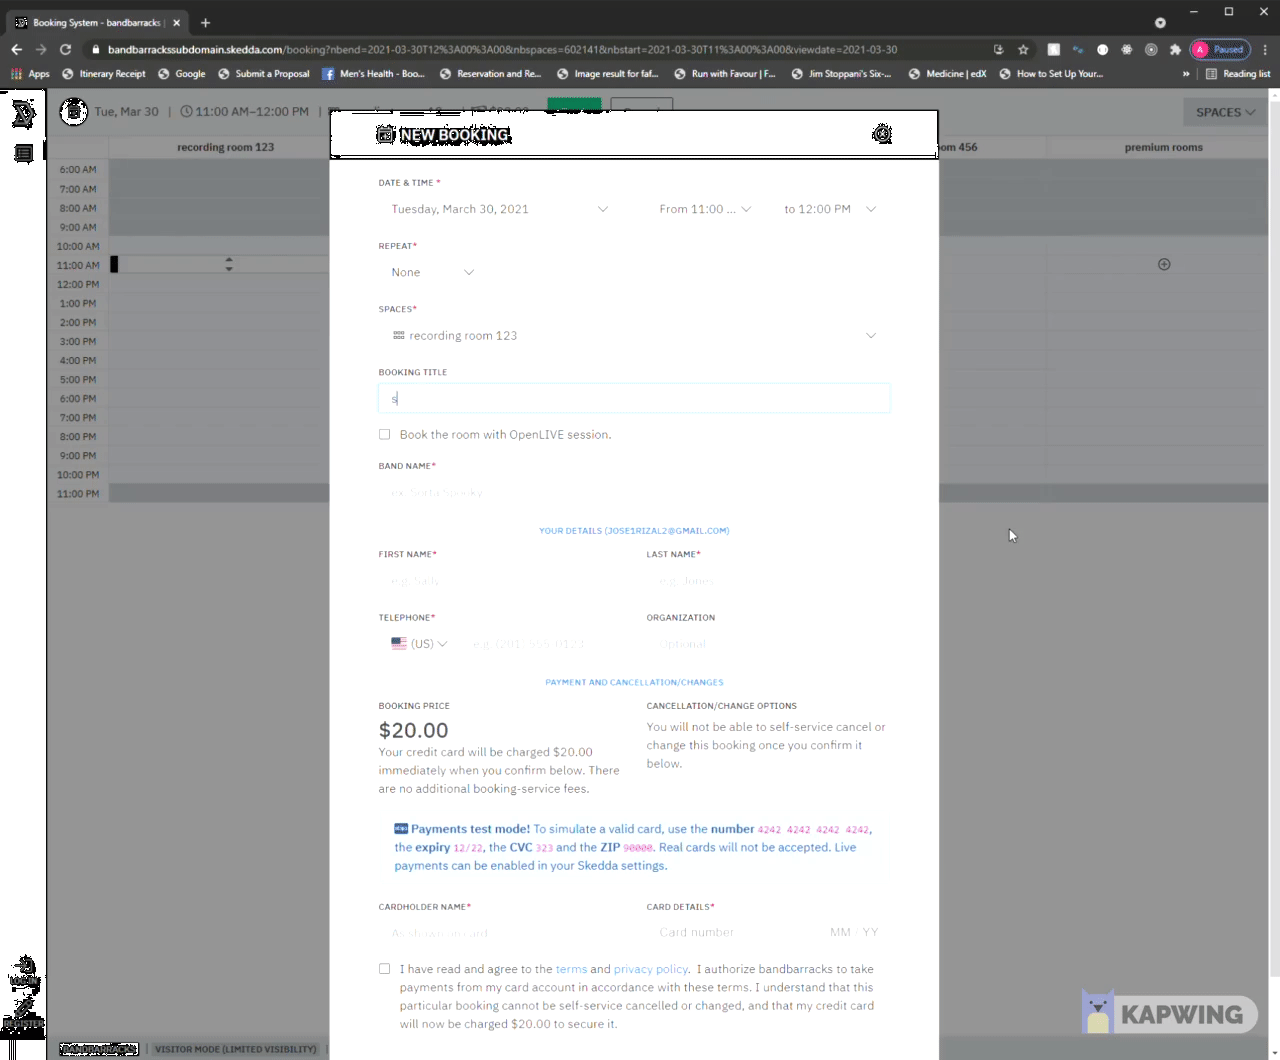 Booking System - bandbarracks |
bandbarrackssubdomain.skedda.com/booking?nbend=2021-03-30T12%3A00%3A00&nbspaces=602141&nbstart=2021-03-30T11%3A00%3A00&viewdate=2021-03-30
A Paused
Apps Itinerary Receipt Google Submit a Proposal Men's Health - Boo... Reservation and Re... Image result for faf... Run with Favour | F... Jim Stoppani's Six-... Medicine | edX How to Set Up Your... » Reading list
Tue, Mar 30 | 11:00 AM–12:00 PM |
SPACES
NEW BOOKING
recording room 123
oom 456
premium rooms
6:00 AM
7:00 AM
8:00 AM
9:00 AM
10:00 AM
11:00 AM
12:00 PM
1:00 PM
2:00 PM
3:00 PM
4:00 PM
5:00 PM
6:00 PM
7:00 PM
8:00 PM
9:00 PM
10:00 PM
11:00 PM
DATE & TIME *
Tuesday, March 30, 2021 From 11:00 ... to 12:00 PM
REPEAT*
None
SPACES*
recording room 123
BOOKING TITLE
s
Book the room with OpenLIVE session.
BAND NAME*
ex. Sorta Spooky
YOUR DETAILS (JOSE1RIZAL2@GMAIL.COM)
FIRST NAME* LAST NAME*
e.g. Sally e.g. Jones
TELEPHONE* ORGANIZATION
(US) e.g. (201) 555-0123 Optional
PAYMENT AND CANCELLATION/CHANGES
BOOKING PRICE
$20.00
Your credit card will be charged $20.00
immediately when you confirm below. There
are no additional booking-service fees.
CANCELLATION/CHANGE OPTIONS
You will not be able to self-service cancel or
change this booking once you confirm it
below.
Payments test mode! To simulate a valid card, use the number 4242 4242 4242 4242,
the expiry 12/22, the CVC 323 and the ZIP 90000. Real cards will not be accepted. Live
payments can be enabled in your Skedda settings.
CARDHOLDER NAME* CARD DETAILS*
As shown on card Card number MM / YY
I have read and agree to the terms and privacy policy. I authorize bandbarracks to take
payments from my card account in accordance with these terms. I understand that this
particular booking cannot be self-service cancelled or changed, and that my credit card
will now be charged $20.00 to secure it.
LOG IN
REGISTER
BANDBARRACKS | VISITOR MODE (LIMITED VISIBILITY) |
KAPWING